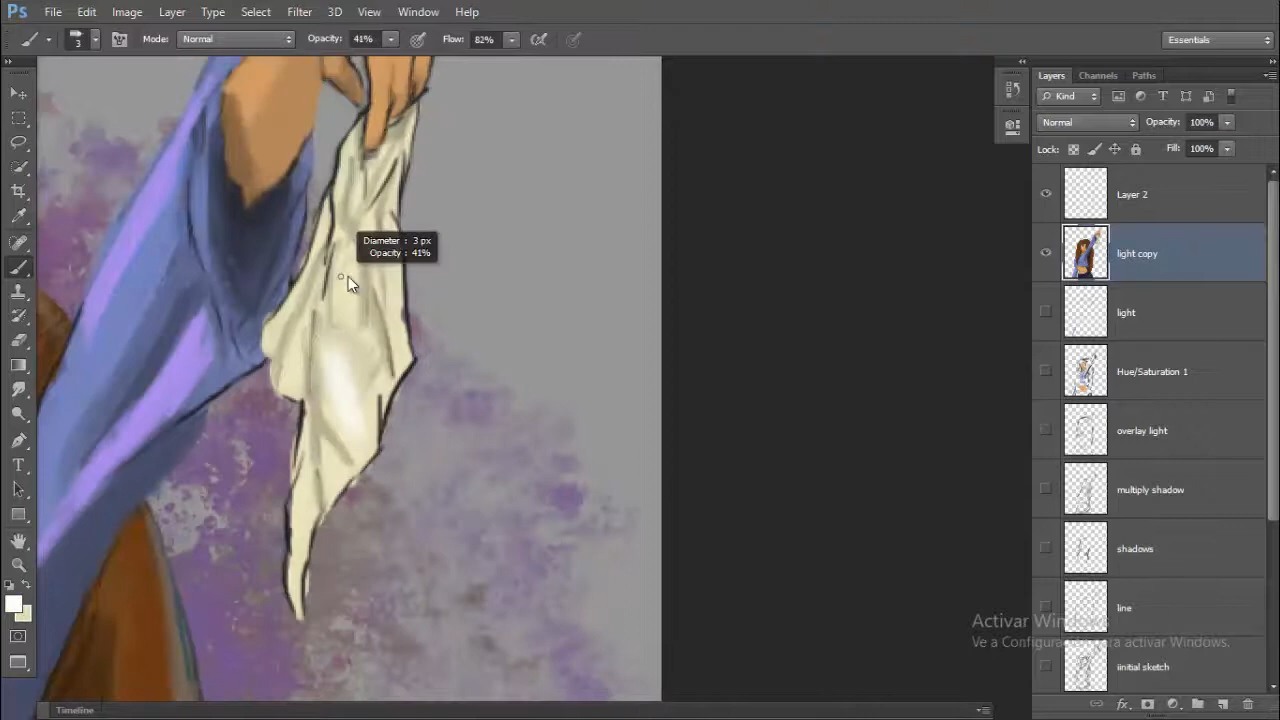 Ps File Edit Image Layer Type Select Filter 3D View Window Help
3 Mode: Normal Opacity: 41% Flow: 82% Essentials
Layers Channels Paths
Kind
Normal Opacity: 100%
Lock: Fill: 100%
Layer 2
Diameter : 3 px
Opacity : 41%
light copy
light
Hue/Saturation 1
overlay light
multiply shadow
shadows
line
Activar Windows
Ve a Configuración para activar Windows.
iinitial sketch
Timeline